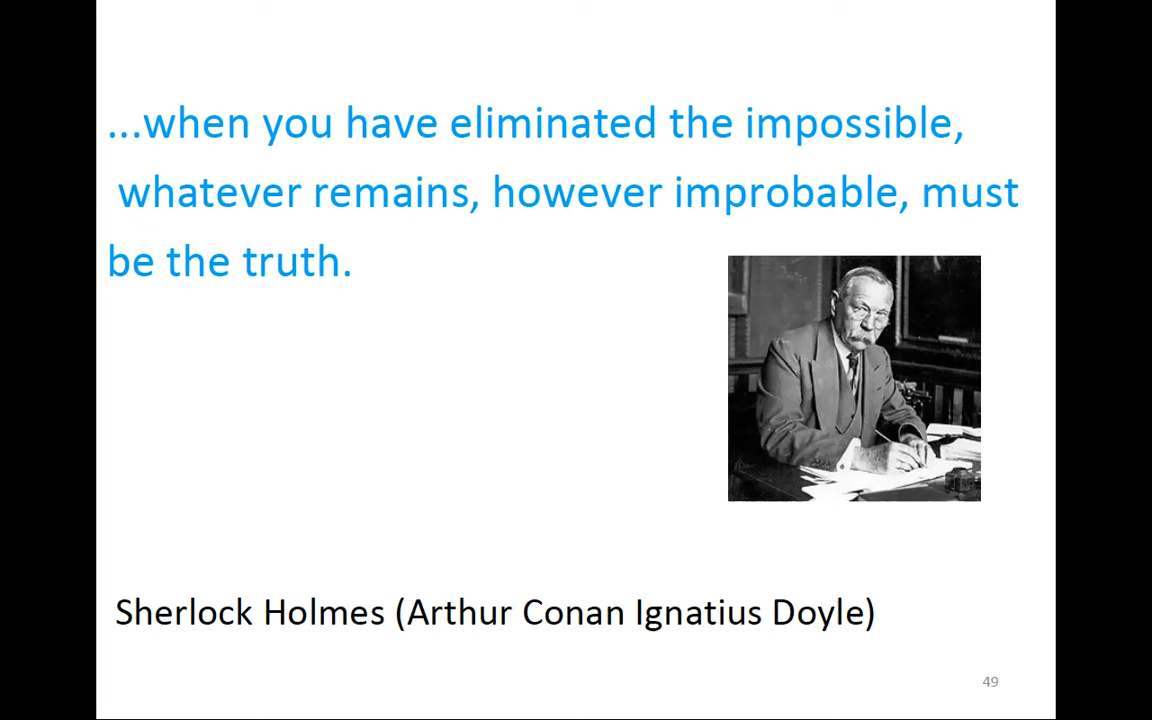 ...when you have eliminated the impossible,
whatever remains, however improbable, must
be the truth.
Sherlock Holmes (Arthur Conan Ignatius Doyle)
49